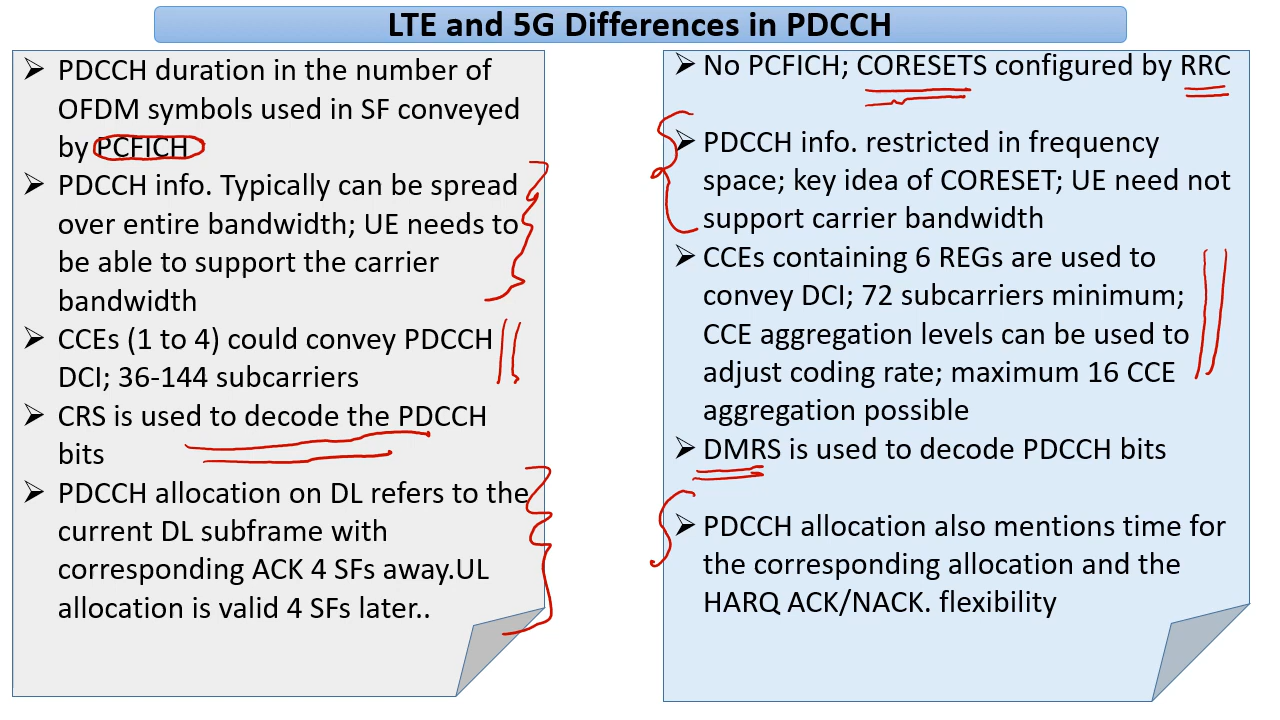 LTE and 5G Differences in PDCCH
PDCCH duration in the number of
OFDM symbols used in SF conveyed
by PCFICH
PDCCH info. Typically can be spread
over entire bandwidth; UE needs to
be able to support the carrier
bandwidth
CCEs (1 to 4) could convey PDCCH
DCI; 36-144 subcarriers
CRS is used to decode the PDCCH
bits
PDCCH allocation on DL refers to the
current DL subframe with
corresponding ACK 4 SFs away.UL
allocation is valid 4 SFs later..
No PCFICH; CORESETS configured by RRC
PDCCH info. restricted in frequency
space; key idea of CORESET; UE need not
support carrier bandwidth
CCEs containing 6 REGs are used to
convey DCI; 72 subcarriers minimum;
CCE aggregation levels can be used to
adjust coding rate; maximum 16 CCE
aggregation possible
DMRS is used to decode PDCCH bits
PDCCH allocation also mentions time for
the corresponding allocation and the
HARQ ACK/NACK. flexibility